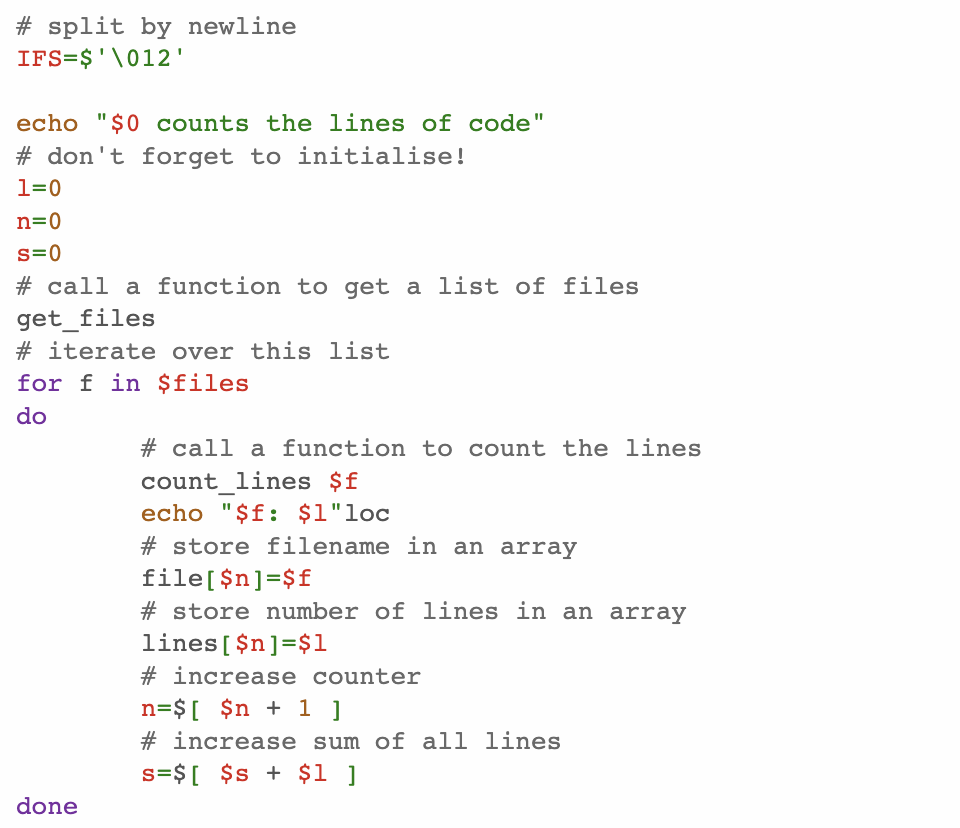 # split by newline
IFS=$'\012'

echo "$0 counts the lines of code"
# don't forget to initialise!
l=0
n=0
s=0
# call a function to get a list of files
get_files
# iterate over this list
for f in $files
do
        # call a function to count the lines
        count_lines $f
        echo "$f: $l"loc
        # store filename in an array
        file[$n]=$f
        # store number of lines in an array
        lines[$n]=$l
        # increase counter
        n=$[ $n + 1 ]
        # increase sum of all lines
        s=$[ $s + $l ]
done